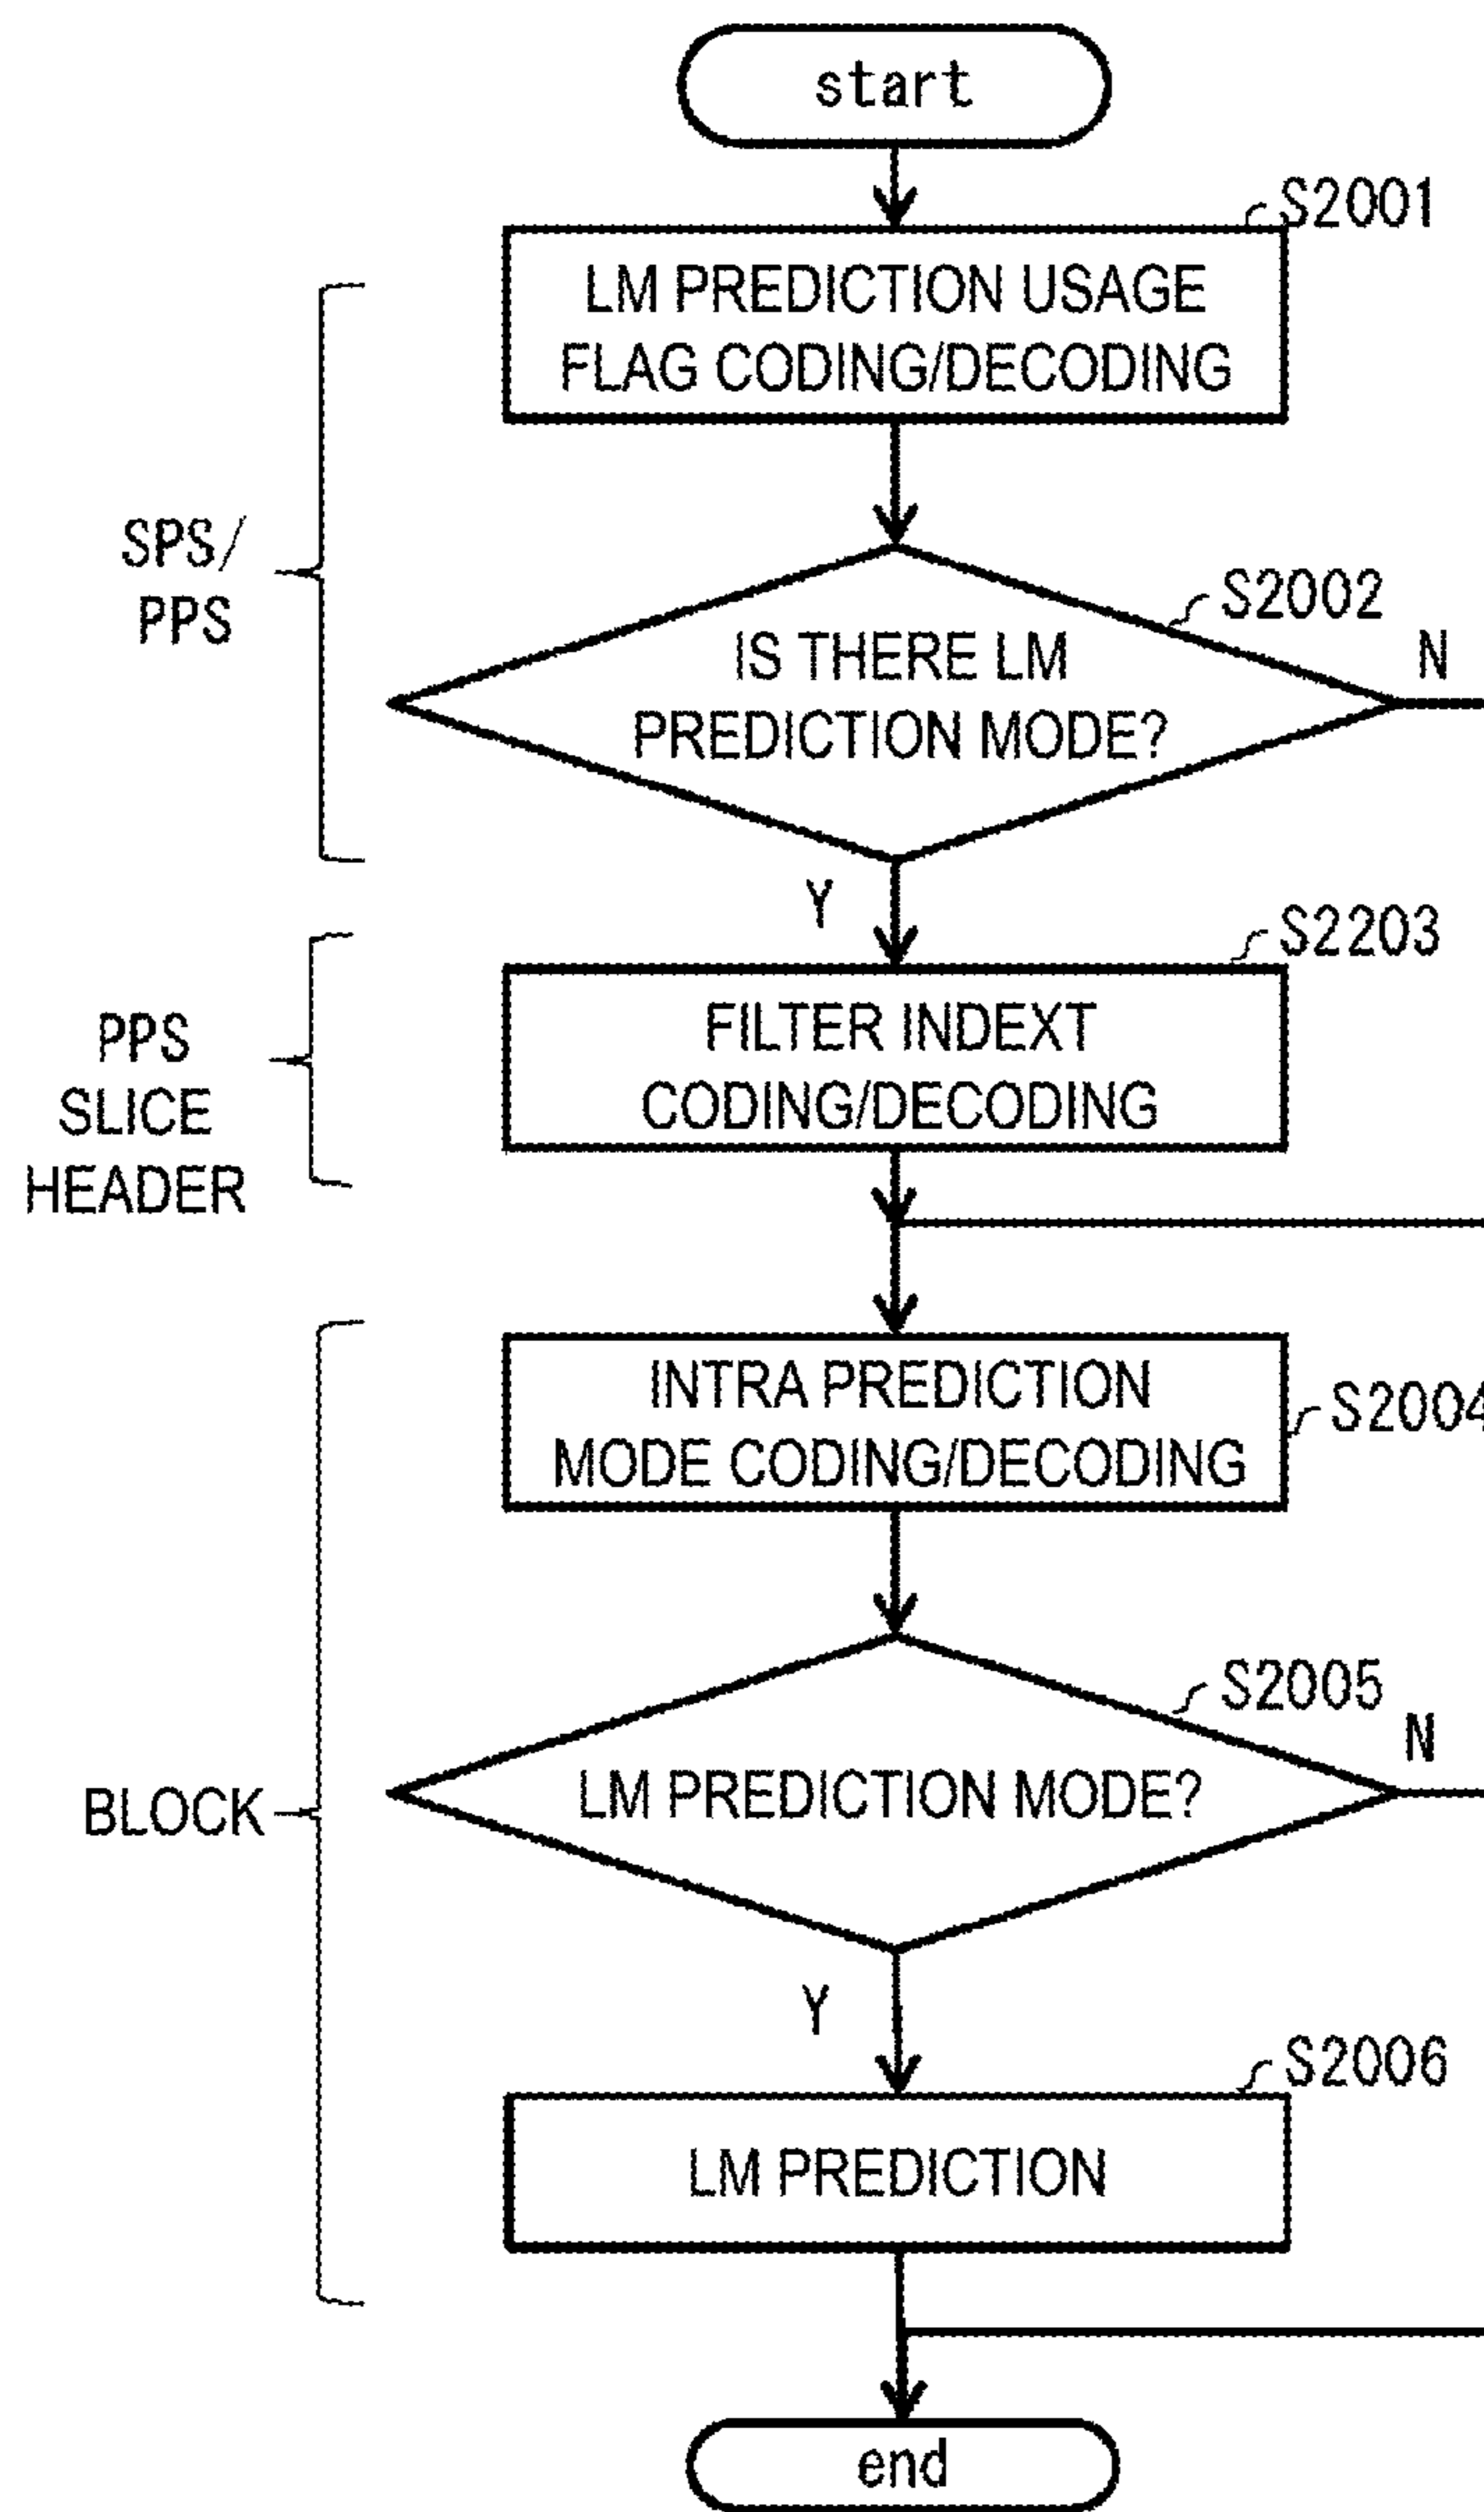 start
S2001
LM PREDICTION USAGE
FLAG CODING/DECODING
SPS/
PPS
S2002
IS THERE LM
PREDICTION MODE?
N
Y
S2203
PPS
SLICE
HEADER
FILTER INDEXT
CODING/DECODING
INTRA PREDICTION
MODE CODING/DECODING
S2004
S2005
N
BLOCK
LM PREDICTION MODE?
Y
S2006
LM PREDICTION
end